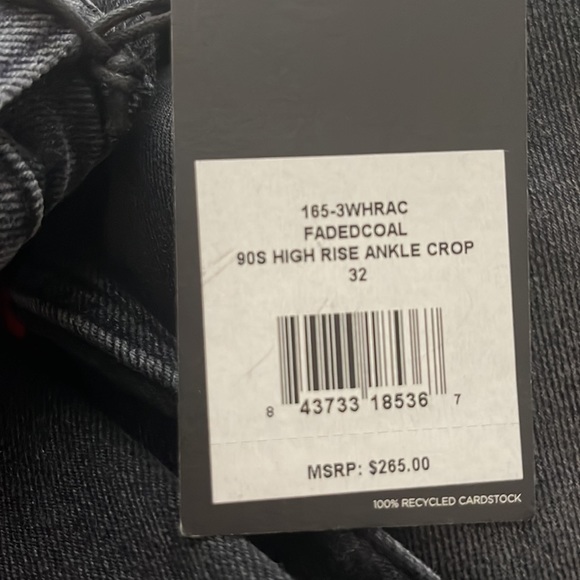 165-3WHRAC
FADEDCOAL
90S HIGH RISE ANKLE CROP
32
8 43733 18536 7
MSRP: $265.00
100% RECYCLED CARDSTOCK